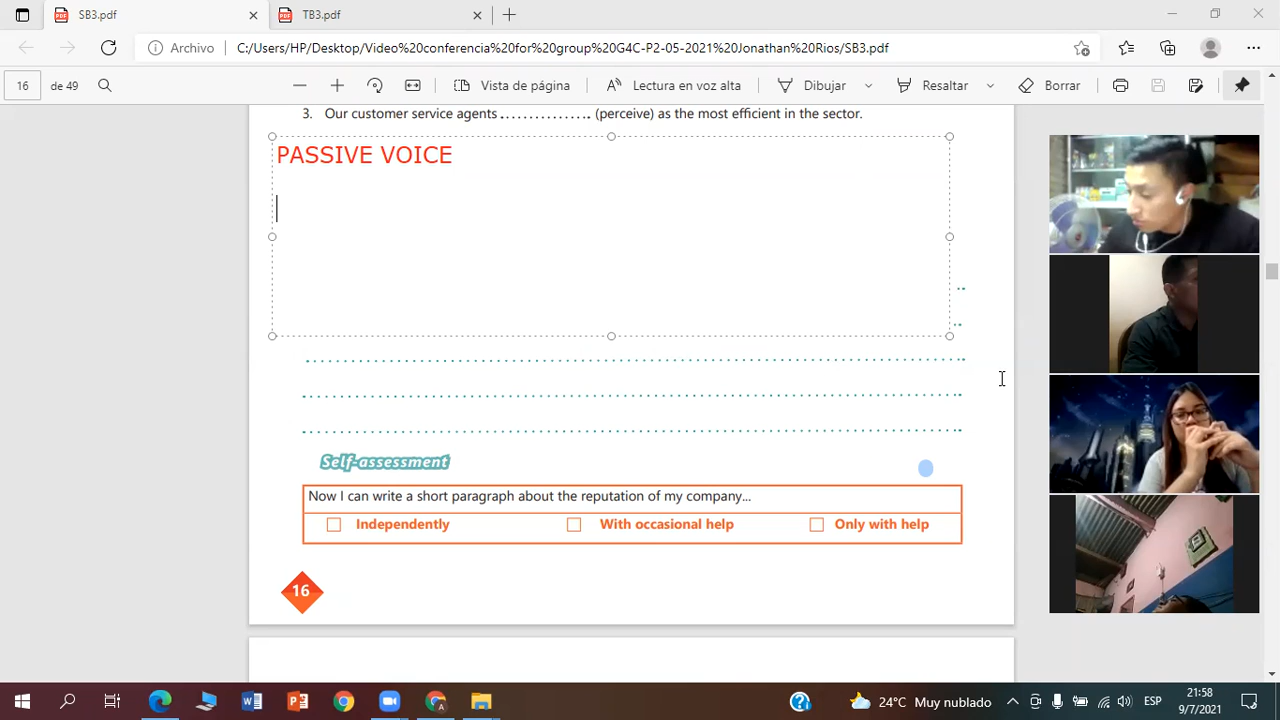 SB3.pdf
TB3.pdf
Archivo
C:/Users/HP/Desktop/Video%20conferencia%20for%20group%20G4C-P2-05-2021%20Jonathan%20Rios/SB3.pdf
16 de 49
Vista de página
Lectura en voz alta
Dibujar
Resaltar
Borrar
3. Our customer service agents ............... (perceive) as the most efficient in the sector.
PASSIVE VOICE
Self-assessment
Now I can write a short paragraph about the reputation of my company...
Independently
With occasional help
Only with help
16
24°C Muy nublado
ESP
21:58
9/7/2021